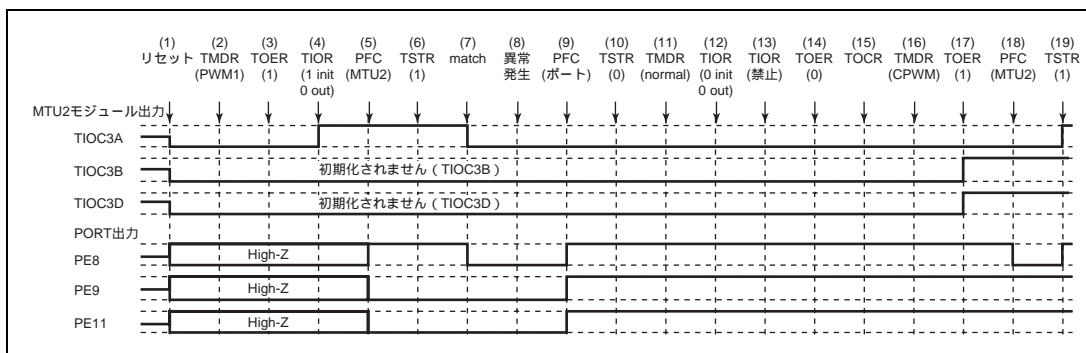 (1) (2) (3) (4) (5) (6) (7) (8) (9) (10) (11) (12) (13) (14) (15) (16) (17) (18) (19)
リセット TMDR TOER TIOR PFC TSTR match 異常 PFC TSTR TMDR TIOR TIOR TOER TOCR TMDR TOER PFC TSTR
(PWM1) (1) (1 init (MTU2) (1) 発生 (ポート) (0) (normal) (0 init (禁止) (0) (CPWM) (1) (MTU2) (1)
0 out) 0 out)
MTU2モジュール出力
TIOC3A
TIOC3B 初期化されません(TIOC3B)
TIOC3D 初期化されません(TIOC3D)
PORT出力
PE8 High-Z
PE9 High-Z
PE11 High-Z